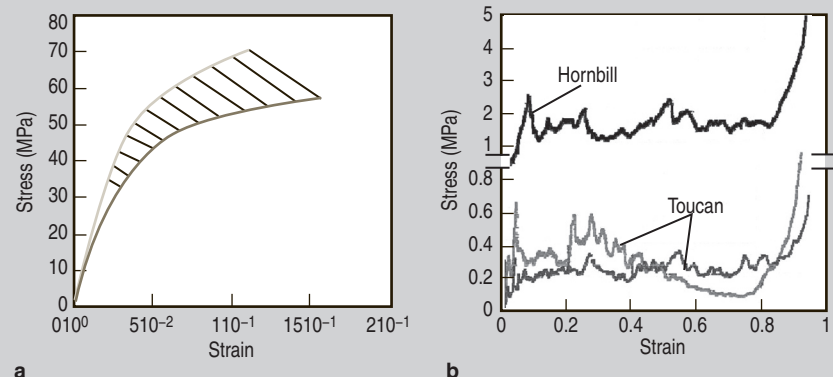 80
70
60
50
40
30
20
10
0
Stress (MPa)
010⁰ 510⁻² 110⁻¹ 1510⁻¹ 210⁻¹
Strain
a
5
4
3
2
1
0.8
0.6
0.4
0.2
0
Stress (MPa)
Hornbill
Toucan
0 0.2 0.4 0.6 0.8 1
Strain
b